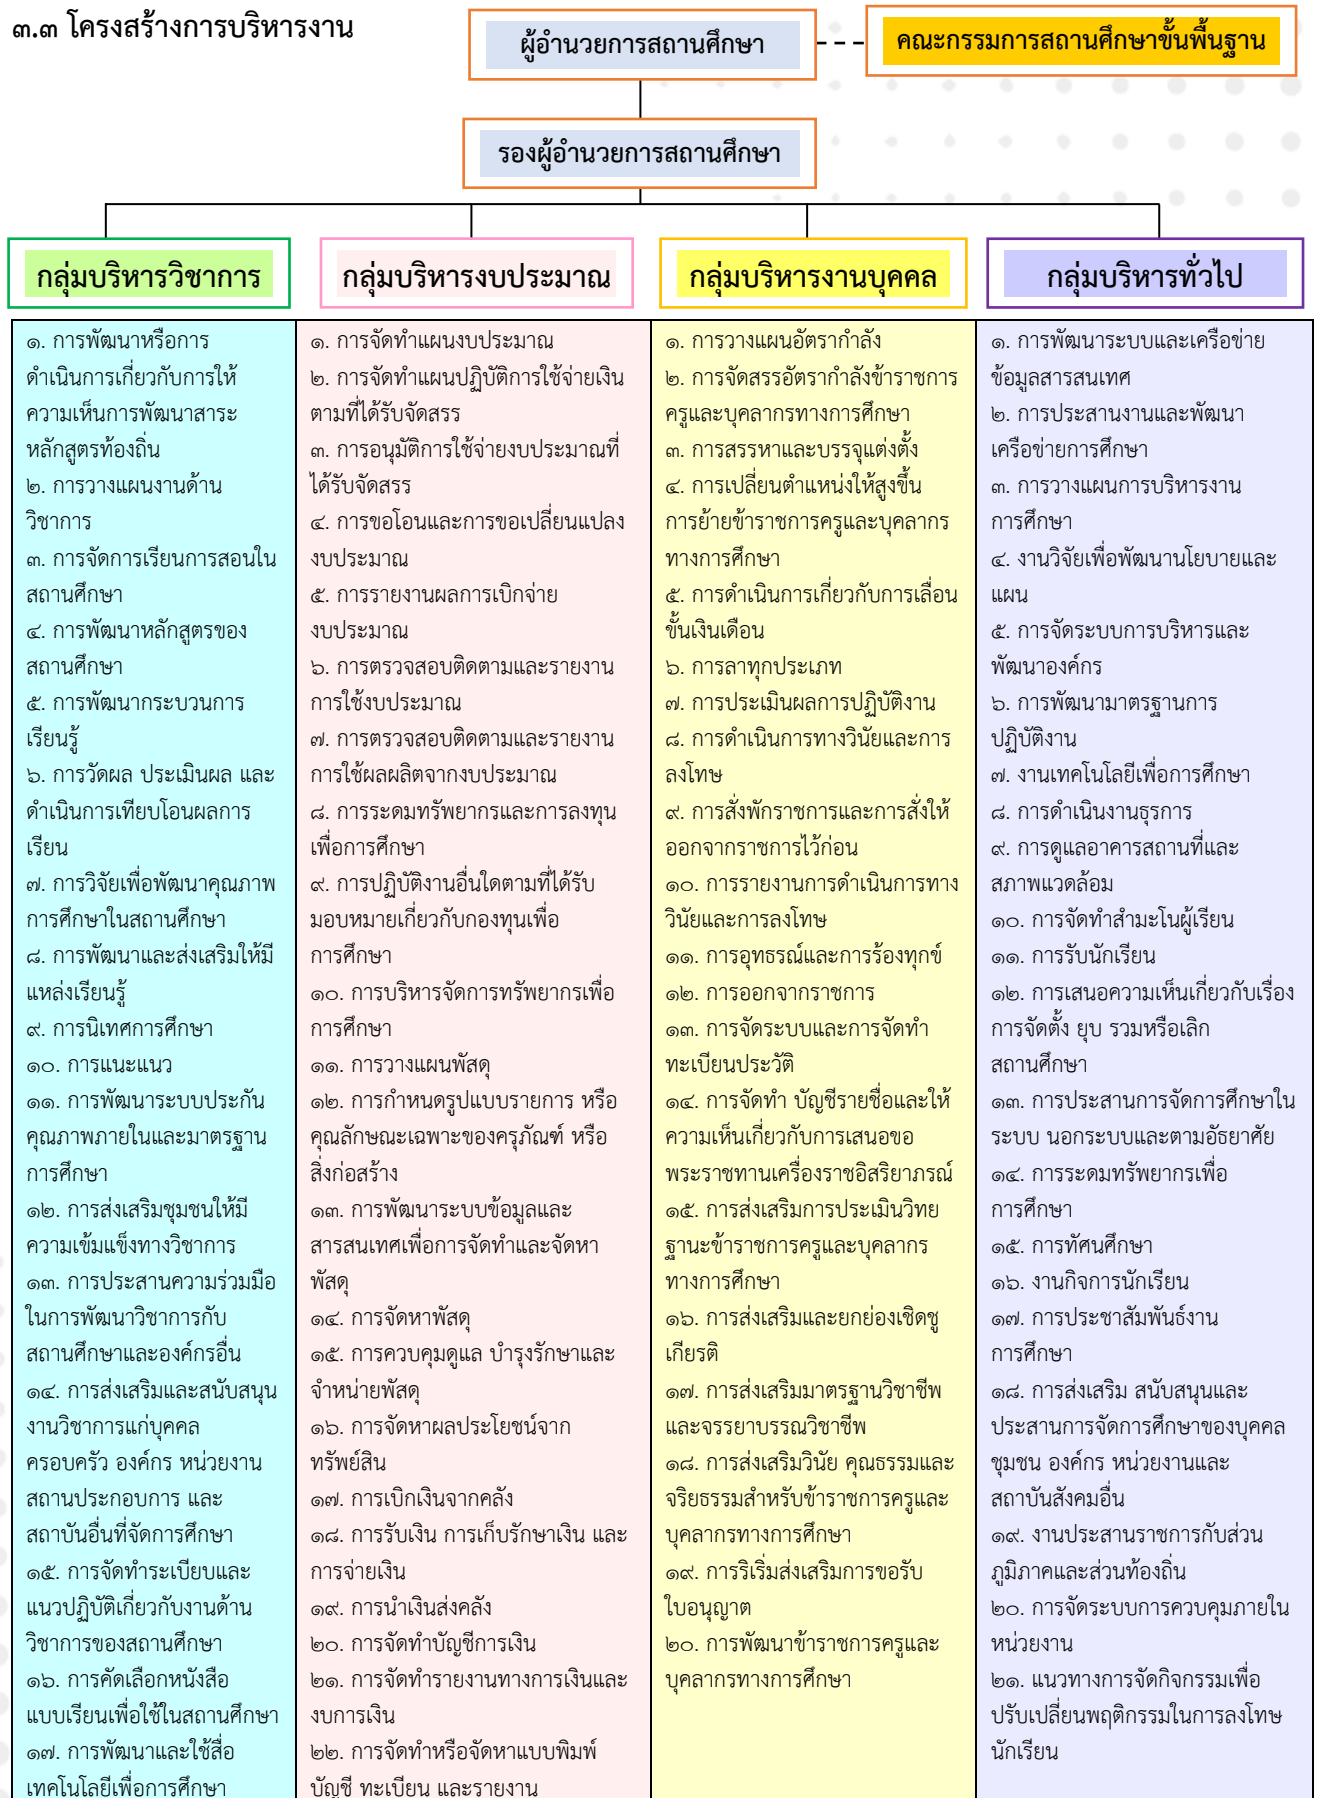 ๓.๓ โครงสร้างการบริหารงาน
ผู้อำนวยการสถานศึกษา
คณะกรรมการสถานศึกษาขั้นพื้นฐาน
รองผู้อำนวยการสถานศึกษา
กลุ่มบริหารวิชาการ
กลุ่มบริหารงบประมาณ
กลุ่มบริหารงานบุคคล
กลุ่มบริหารทั่วไป
๑. การพัฒนาหรือการ
ดำเนินการเกี่ยวกับการให้
ความเห็นการพัฒนาสาระ
หลักสูตรท้องถิ่น
๒. การวางแผนงานด้าน
วิชาการ
๓. การจัดการเรียนการสอนใน
สถานศึกษา
๔. การพัฒนาหลักสูตรของ
สถานศึกษา
๕. การพัฒนากระบวนการ
เรียนรู้
๖. การวัดผล ประเมินผล และ
ดำเนินการเทียบโอนผลการ
เรียน
๗. การวิจัยเพื่อพัฒนาคุณภาพ
การศึกษาในสถานศึกษา
๘. การพัฒนาและส่งเสริมให้มี
แหล่งเรียนรู้
๙. การนิเทศการศึกษา
๑๐. การแนะแนว
๑๑. การพัฒนาระบบประกัน
คุณภาพภายในและมาตรฐาน
การศึกษา
๑๒. การส่งเสริมชุมชนให้มี
ความเข้มแข็งทางวิชาการ
๑๓. การประสานความร่วมมือ
ในการพัฒนาวิชาการกับ
สถานศึกษาและองค์กรอื่น
๑๔. การส่งเสริมและสนับสนุน
งานวิชาการแก่บุคคล
ครอบครัว องค์กร หน่วยงาน
สถานประกอบการ และ
สถาบันอื่นที่จัดการศึกษา
๑๕. การจัดทำระเบียบและ
แนวปฏิบัติเกี่ยวกับงานด้าน
วิชาการของสถานศึกษา
๑๖. การคัดเลือกหนังสือ
แบบเรียนเพื่อใช้ในสถานศึกษา
๑๗. การพัฒนาและใช้สื่อ
เทคโนโลยีเพื่อการศึกษา
๑. การจัดทำแผนงบประมาณ
๒. การจัดทำแผนปฏิบัติการใช้จ่ายเงิน
ตามที่ได้รับจัดสรร
๓. การอนุมัติการใช้จ่ายงบประมาณที่
ได้รับจัดสรร
๔. การขอโอนและการขอเปลี่ยนแปลง
งบประมาณ
๕. การรายงานผลการเบิกจ่าย
งบประมาณ
๖. การตรวจสอบติดตามและรายงาน
การใช้งบประมาณ
๗. การตรวจสอบติดตามและรายงาน
การใช้ผลผลิตจากงบประมาณ
๘. การระดมทรัพยากรและการลงทุน
เพื่อการศึกษา
๙. การปฏิบัติงานอื่นใดตามที่ได้รับ
มอบหมายเกี่ยวกับกองทุนเพื่อ
การศึกษา
๑๐. การบริหารจัดการทรัพยากรเพื่อ
การศึกษา
๑๑. การวางแผนพัสดุ
๑๒. การกำหนดรูปแบบรายการ หรือ
คุณลักษณะเฉพาะของครุภัณฑ์ หรือ
สิ่งก่อสร้าง
๑๓. การพัฒนาระบบข้อมูลและ
สารสนเทศเพื่อการจัดทำและจัดหา
พัสดุ
๑๔. การจัดหาพัสดุ
๑๕. การควบคุมดูแล บำรุงรักษาและ
จำหน่ายพัสดุ
๑๖. การจัดหาผลประโยชน์จาก
ทรัพย์สิน
๑๗. การเบิกเงินจากคลัง
๑๘. การรับเงิน การเก็บรักษาเงิน และ
การจ่ายเงิน
๑๙. การนำเงินส่งคลัง
๒๐. การจัดทำบัญชีการเงิน
๒๑. การจัดทำรายงานทางการเงินและ
งบการเงิน
๒๒. การจัดทำหรือจัดหาแบบพิมพ์
บัญชี ทะเบียน และรายงาน
๑. การวางแผนอัตรากำลัง
๒. การจัดสรรอัตรากำลังข้าราชการ
ครูและบุคลากรทางการศึกษา
๓. การสรรหาและบรรจุแต่งตั้ง
๔. การเปลี่ยนตำแหน่งให้สูงขึ้น
การย้ายข้าราชการครูและบุคลากร
ทางการศึกษา
๕. การดำเนินการเกี่ยวกับการเลื่อน
ขั้นเงินเดือน
๖. การลาทุกประเภท
๗. การประเมินผลการปฏิบัติงาน
๘. การดำเนินการทางวินัยและการ
ลงโทษ
๙. การสั่งพักราชการและการสั่งให้
ออกจากราชการไว้ก่อน
๑๐. การรายงานการดำเนินการทาง
วินัยและการลงโทษ
๑๑. การอุทธรณ์และการร้องทุกข์
๑๒. การออกจากราชการ
๑๓. การจัดระบบและการจัดทำ
ทะเบียนประวัติ
๑๔. การจัดทำ บัญชีรายชื่อและให้
ความเห็นเกี่ยวกับการเสนอขอ
พระราชทานเครื่องราชอิสริยาภรณ์
๑๕. การส่งเสริมการประเมินวิทย
ฐานะข้าราชการครูและบุคลากร
ทางการศึกษา
๑๖. การส่งเสริมและยกย่องเชิดชู
เกียรติ
๑๗. การส่งเสริมมาตรฐานวิชาชีพ
และจรรยาบรรณวิชาชีพ
๑๘. การส่งเสริมวินัย คุณธรรมและ
จริยธรรมสำหรับข้าราชการครูและ
บุคลากรทางการศึกษา
๑๙. การริเริ่มส่งเสริมการขอรับ
ใบอนุญาต
๒๐. การพัฒนาข้าราชการครูและ
บุคลากรทางการศึกษา
๑. การพัฒนาระบบและเครือข่าย
ข้อมูลสารสนเทศ
๒. การประสานงานและพัฒนา
เครือข่ายการศึกษา
๓. การวางแผนการบริหารงาน
การศึกษา
๔. งานวิจัยเพื่อพัฒนานโยบายและ
แผน
๕. การจัดระบบการบริหารและ
พัฒนาองค์กร
๖. การพัฒนามาตรฐานการ
ปฏิบัติงาน
๗. งานเทคโนโลยีเพื่อการศึกษา
๘. การดำเนินงานธุรการ
๙. การดูแลอาคารสถานที่และ
สภาพแวดล้อม
๑๐. การจัดทำสำมะโนผู้เรียน
๑๑. การรับนักเรียน
๑๒. การเสนอความเห็นเกี่ยวกับเรื่อง
การจัดตั้ง ยุบ รวมหรือเลิก
สถานศึกษา
๑๓. การประสานการจัดการศึกษาใน
ระบบ นอกระบบและตามอัธยาศัย
๑๔. การระดมทรัพยากรเพื่อ
การศึกษา
๑๕. การทัศนศึกษา
๑๖. งานกิจการนักเรียน
๑๗. การประชาสัมพันธ์งาน
การศึกษา
๑๘. การส่งเสริม สนับสนุนและ
ประสานการจัดการศึกษาของบุคคล
ชุมชน องค์กร หน่วยงานและ
สถาบันสังคมอื่น
๑๙. งานประสานราชการกับส่วน
ภูมิภาคและส่วนท้องถิ่น
๒๐. การจัดระบบการควบคุมภายใน
หน่วยงาน
๒๑. แนวทางการจัดกิจกรรมเพื่อ
ปรับเปลี่ยนพฤติกรรมในการลงโทษ
นักเรียน